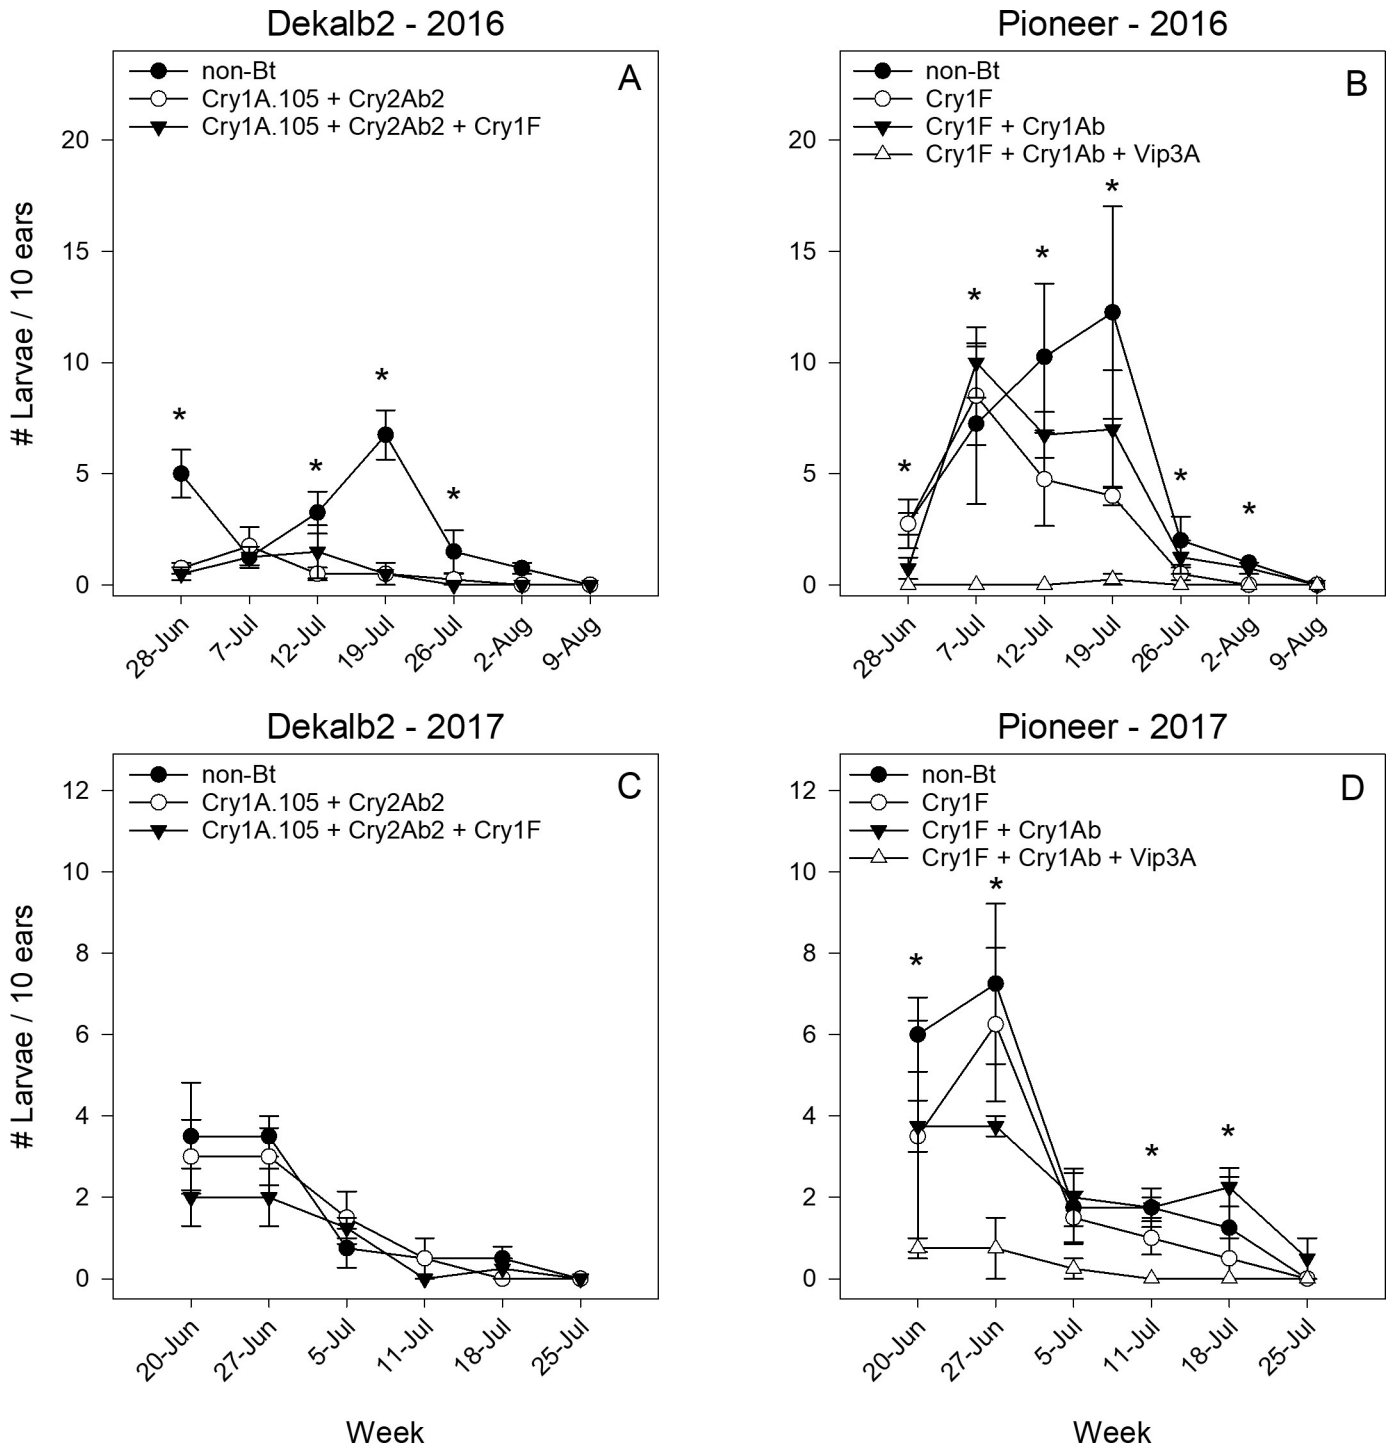 Dekalb2 - 2016
non-Bt
Cry1A.105 + Cry2Ab2
Cry1A.105 + Cry2Ab2 + Cry1F
A
20
15
10
5
0
# Larvae / 10 ears
*
*
*
*
28-Jun
7-Jul
12-Jul
19-Jul
26-Jul
2-Aug
9-Aug
Pioneer - 2016
non-Bt
Cry1F
Cry1F + Cry1Ab
Cry1F + Cry1Ab + Vip3A
B
20
15
10
5
0
*
*
*
*
*
*
28-Jun
7-Jul
12-Jul
19-Jul
26-Jul
2-Aug
9-Aug
Dekalb2 - 2017
non-Bt
Cry1A.105 + Cry2Ab2
Cry1A.105 + Cry2Ab2 + Cry1F
C
12
10
8
6
4
2
0
# Larvae / 10 ears
20-Jun
27-Jun
5-Jul
11-Jul
18-Jul
25-Jul
Week
Pioneer - 2017
non-Bt
Cry1F
Cry1F + Cry1Ab
Cry1F + Cry1Ab + Vip3A
D
12
10
8
6
4
2
0
*
*
*
*
20-Jun
27-Jun
5-Jul
11-Jul
18-Jul
25-Jul
Week